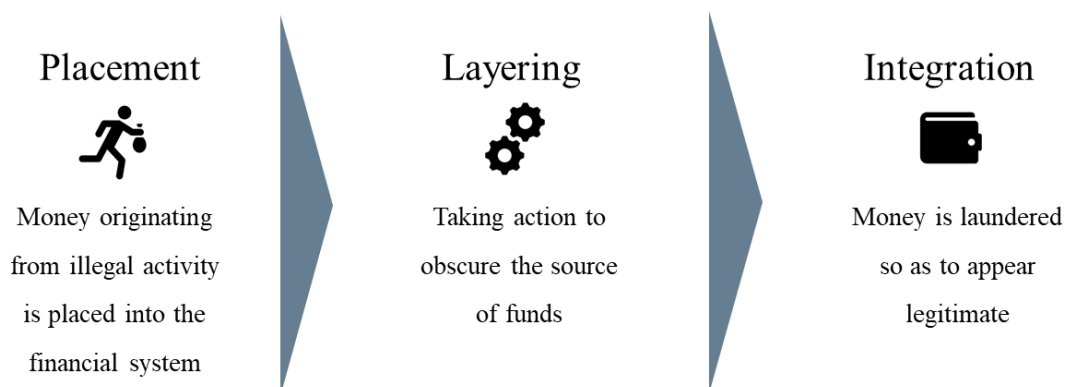 Placement
Money originating
from illegal activity
is placed into the
financial system
Layering
Taking action to
obscure the source
of funds
Integration
Money is laundered
so as to appear
legitimate